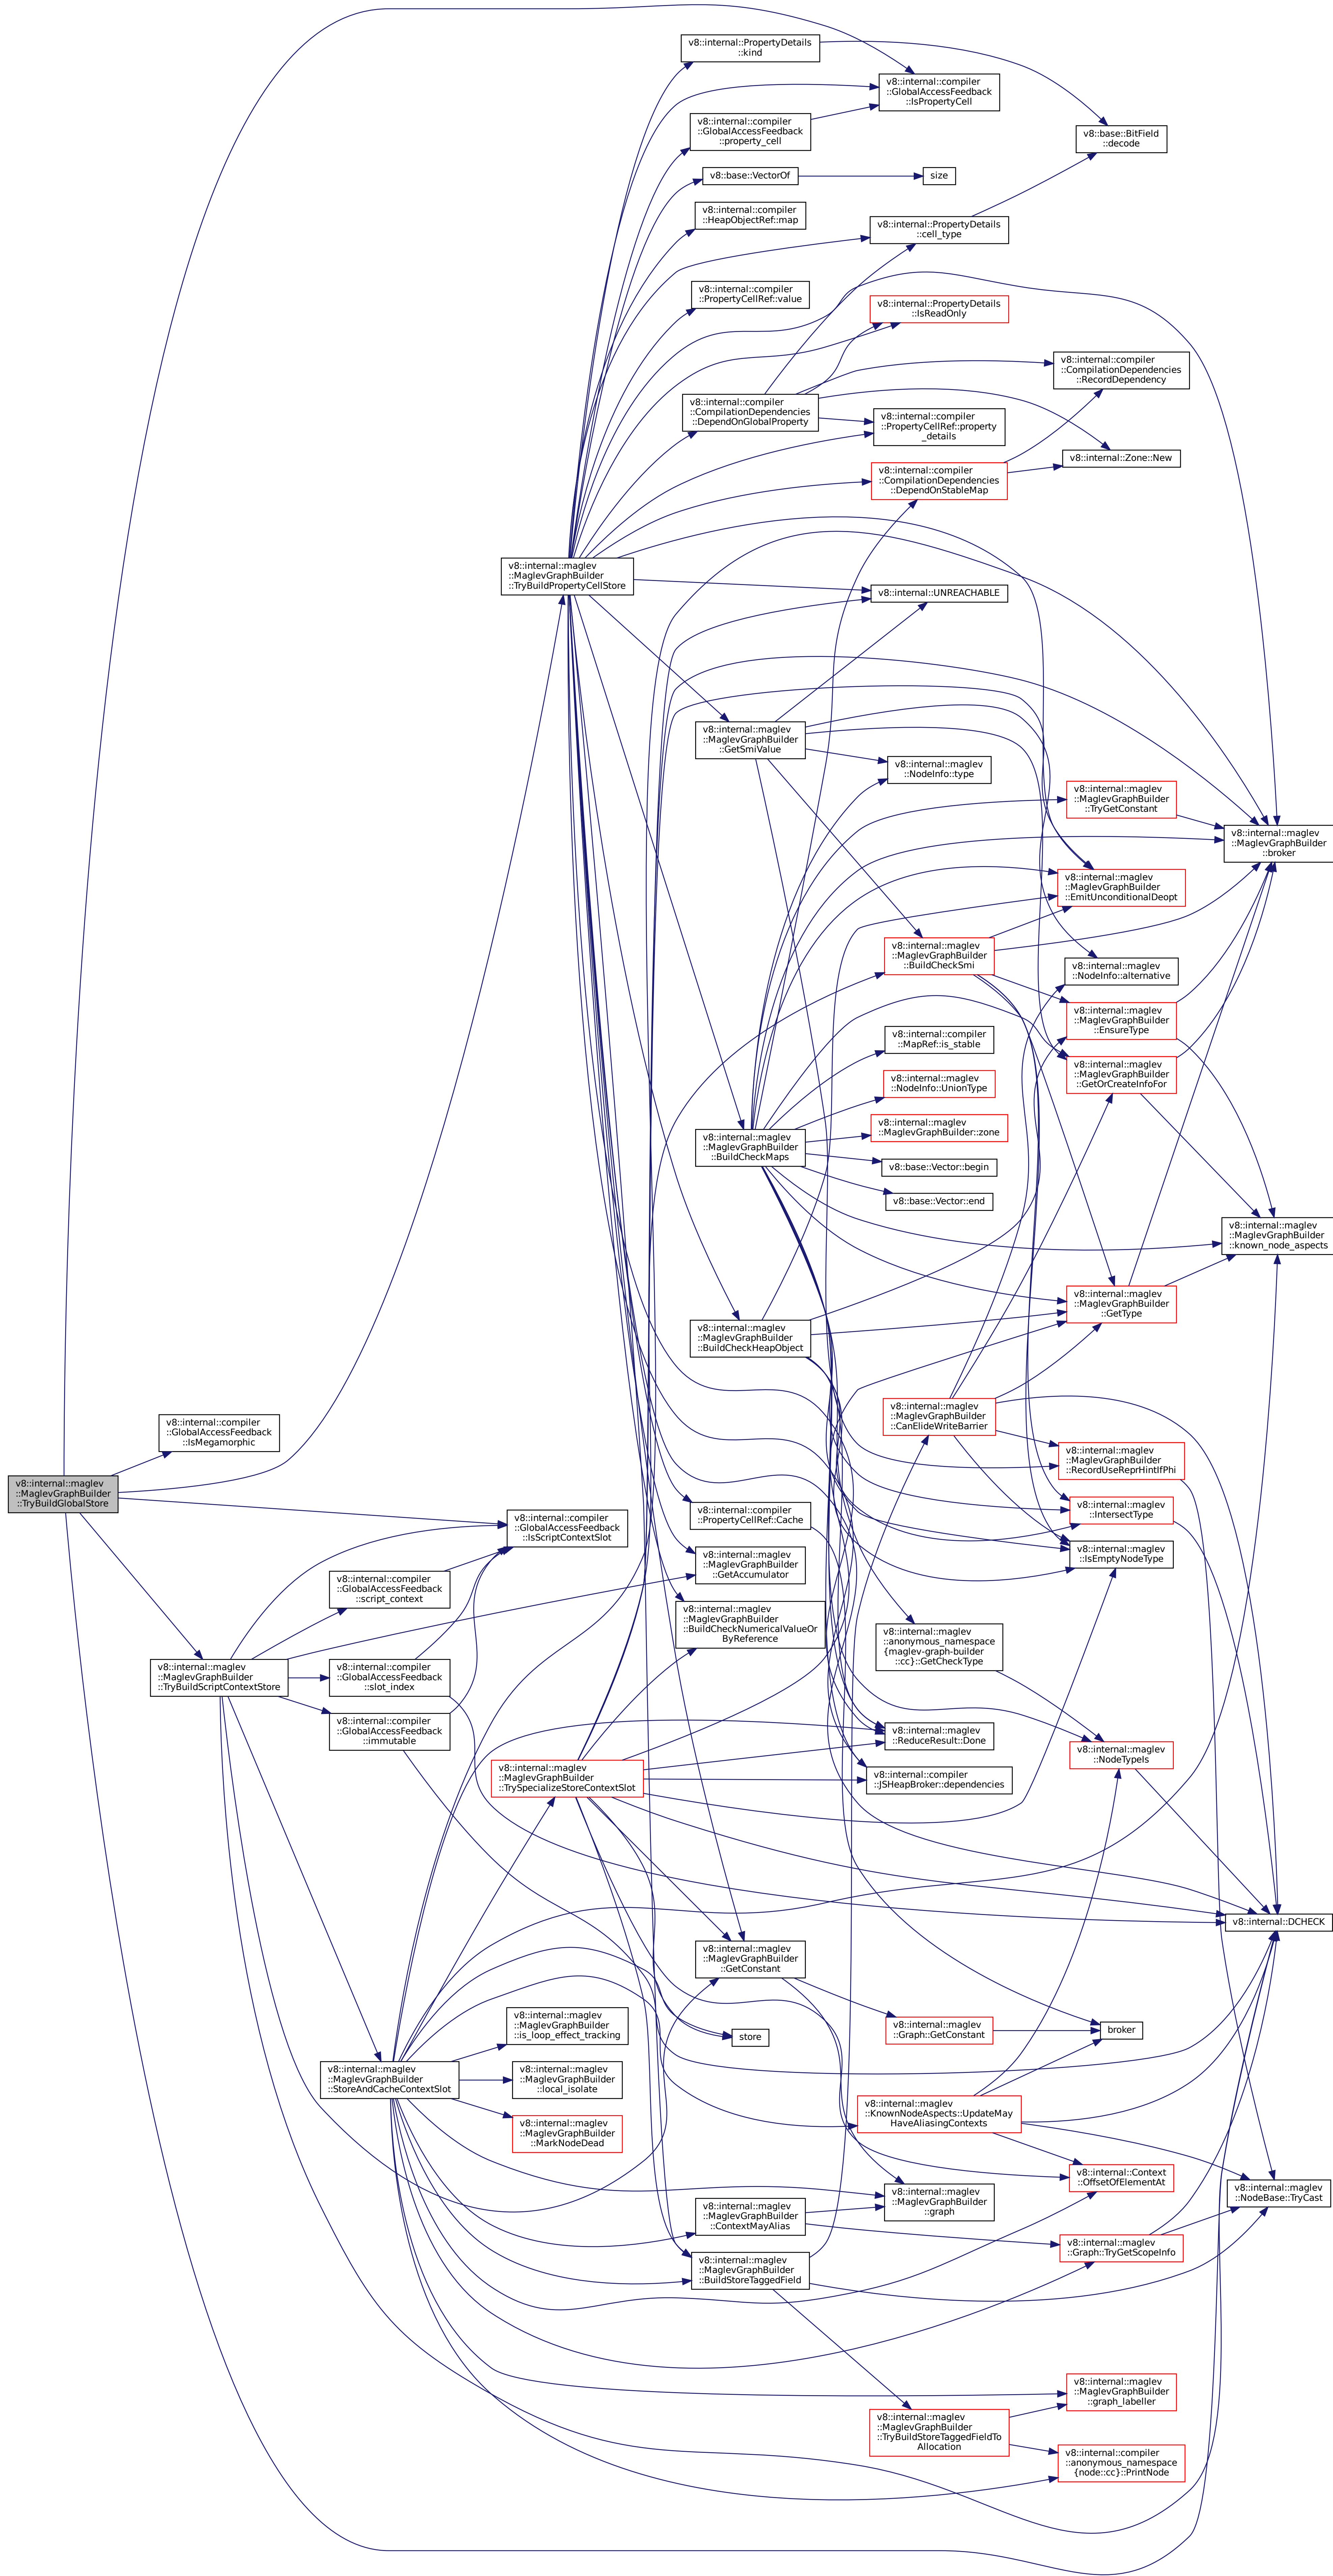 v8::internal::PropertyDetails
::kind
v8::internal::compiler
::GlobalAccessFeedback
::IsPropertyCell
v8::internal::compiler
::GlobalAccessFeedback
::property_cell
v8::base::BitField
::decode
v8::base::VectorOf
size
v8::internal::compiler
::HeapObjectRef::map
v8::internal::PropertyDetails
::cell_type
v8::internal::compiler
::PropertyCellRef::value
v8::internal::PropertyDetails
::IsReadOnly
v8::internal::compiler
::CompilationDependencies
::RecordDependency
v8::internal::compiler
::CompilationDependencies
::DependOnGlobalProperty
v8::internal::compiler
::PropertyCellRef::property
_details
v8::internal::Zone::New
v8::internal::compiler
::CompilationDependencies
::DependOnStableMap
v8::internal::maglev
::MaglevGraphBuilder
::TryBuildPropertyCellStore
v8::internal::UNREACHABLE
v8::internal::maglev
::MaglevGraphBuilder
::GetSmiValue
v8::internal::maglev
::NodeInfo::type
v8::internal::maglev
::MaglevGraphBuilder
::TryGetConstant
v8::internal::maglev
::MaglevGraphBuilder
::broker
v8::internal::maglev
::MaglevGraphBuilder
::EmitUnconditionalDeopt
v8::internal::maglev
::MaglevGraphBuilder
::BuildCheckSmi
v8::internal::maglev
::NodeInfo::alternative
v8::internal::maglev
::MaglevGraphBuilder
::EnsureType
v8::internal::compiler
::MapRef::is_stable
v8::internal::maglev
::MaglevGraphBuilder
::GetOrCreateInfoFor
v8::internal::maglev
::NodeInfo::UnionType
v8::internal::maglev
::MaglevGraphBuilder::zone
v8::internal::maglev
::MaglevGraphBuilder
::BuildCheckMaps
v8::base::Vector::begin
v8::base::Vector::end
v8::internal::maglev
::MaglevGraphBuilder
::known_node_aspects
v8::internal::maglev
::MaglevGraphBuilder
::GetType
v8::internal::maglev
::MaglevGraphBuilder
::BuildCheckHeapObject
v8::internal::maglev
::MaglevGraphBuilder
::CanElideWriteBarrier
v8::internal::compiler
::GlobalAccessFeedback
::IsMegamorphic
v8::internal::maglev
::MaglevGraphBuilder
::RecordUseReprHintIfPhi
v8::internal::maglev
::MaglevGraphBuilder
::TryBuildGlobalStore
v8::internal::compiler
::GlobalAccessFeedback
::IsScriptContextSlot
v8::internal::compiler
::PropertyCellRef::Cache
v8::internal::maglev
::IntersectType
v8::internal::maglev
::IsEmptyNodeType
v8::internal::maglev
::MaglevGraphBuilder
::GetAccumulator
v8::internal::compiler
::GlobalAccessFeedback
::script_context
v8::internal::maglev
::MaglevGraphBuilder
::BuildCheckNumericalValueOr
ByReference
v8::internal::maglev
::anonymous_namespace
{maglev-graph-builder
::cc}::GetCheckType
v8::internal::maglev
::MaglevGraphBuilder
::TryBuildScriptContextStore
v8::internal::compiler
::GlobalAccessFeedback
::slot_index
v8::internal::compiler
::GlobalAccessFeedback
::immutable
v8::internal::maglev
::ReduceResult::Done
v8::internal::maglev
::NodeTypeIs
v8::internal::maglev
::MaglevGraphBuilder
::TrySpecializeStoreContextSlot
v8::internal::compiler
::JSHeapBroker::dependencies
v8::internal::DCHECK
v8::internal::maglev
::MaglevGraphBuilder
::GetConstant
v8::internal::maglev
::MaglevGraphBuilder
::is_loop_effect_tracking
store
v8::internal::maglev
::Graph::GetConstant
broker
v8::internal::maglev
::MaglevGraphBuilder
::StoreAndCacheContextSlot
v8::internal::maglev
::MaglevGraphBuilder
::local_isolate
v8::internal::maglev
::MaglevGraphBuilder
::MarkNodeDead
v8::internal::maglev
::KnownNodeAspects::UpdateMay
HaveAliasingContexts
v8::internal::Context
::OffsetOfElementAt
v8::internal::maglev
::NodeBase::TryCast
v8::internal::maglev
::MaglevGraphBuilder
::graph
v8::internal::maglev
::MaglevGraphBuilder
::ContextMayAlias
v8::internal::maglev
::Graph::TryGetScopeInfo
v8::internal::maglev
::MaglevGraphBuilder
::BuildStoreTaggedField
v8::internal::maglev
::MaglevGraphBuilder
::graph_labeller
v8::internal::maglev
::MaglevGraphBuilder
::TryBuildStoreTaggedFieldTo
Allocation
v8::internal::compiler
::anonymous_namespace
{node::cc}::PrintNode